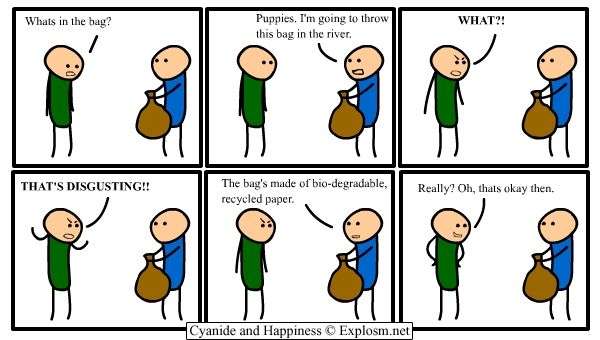 Whats in the bag?
Puppies. I'm going to throw
this bag in the river.
WHAT?!
THAT'S DISGUSTING!!
The bag's made of bio-degradable,
recycled paper.
Really? Oh, thats okay then.
Cyanide and Happiness © Explosm.net